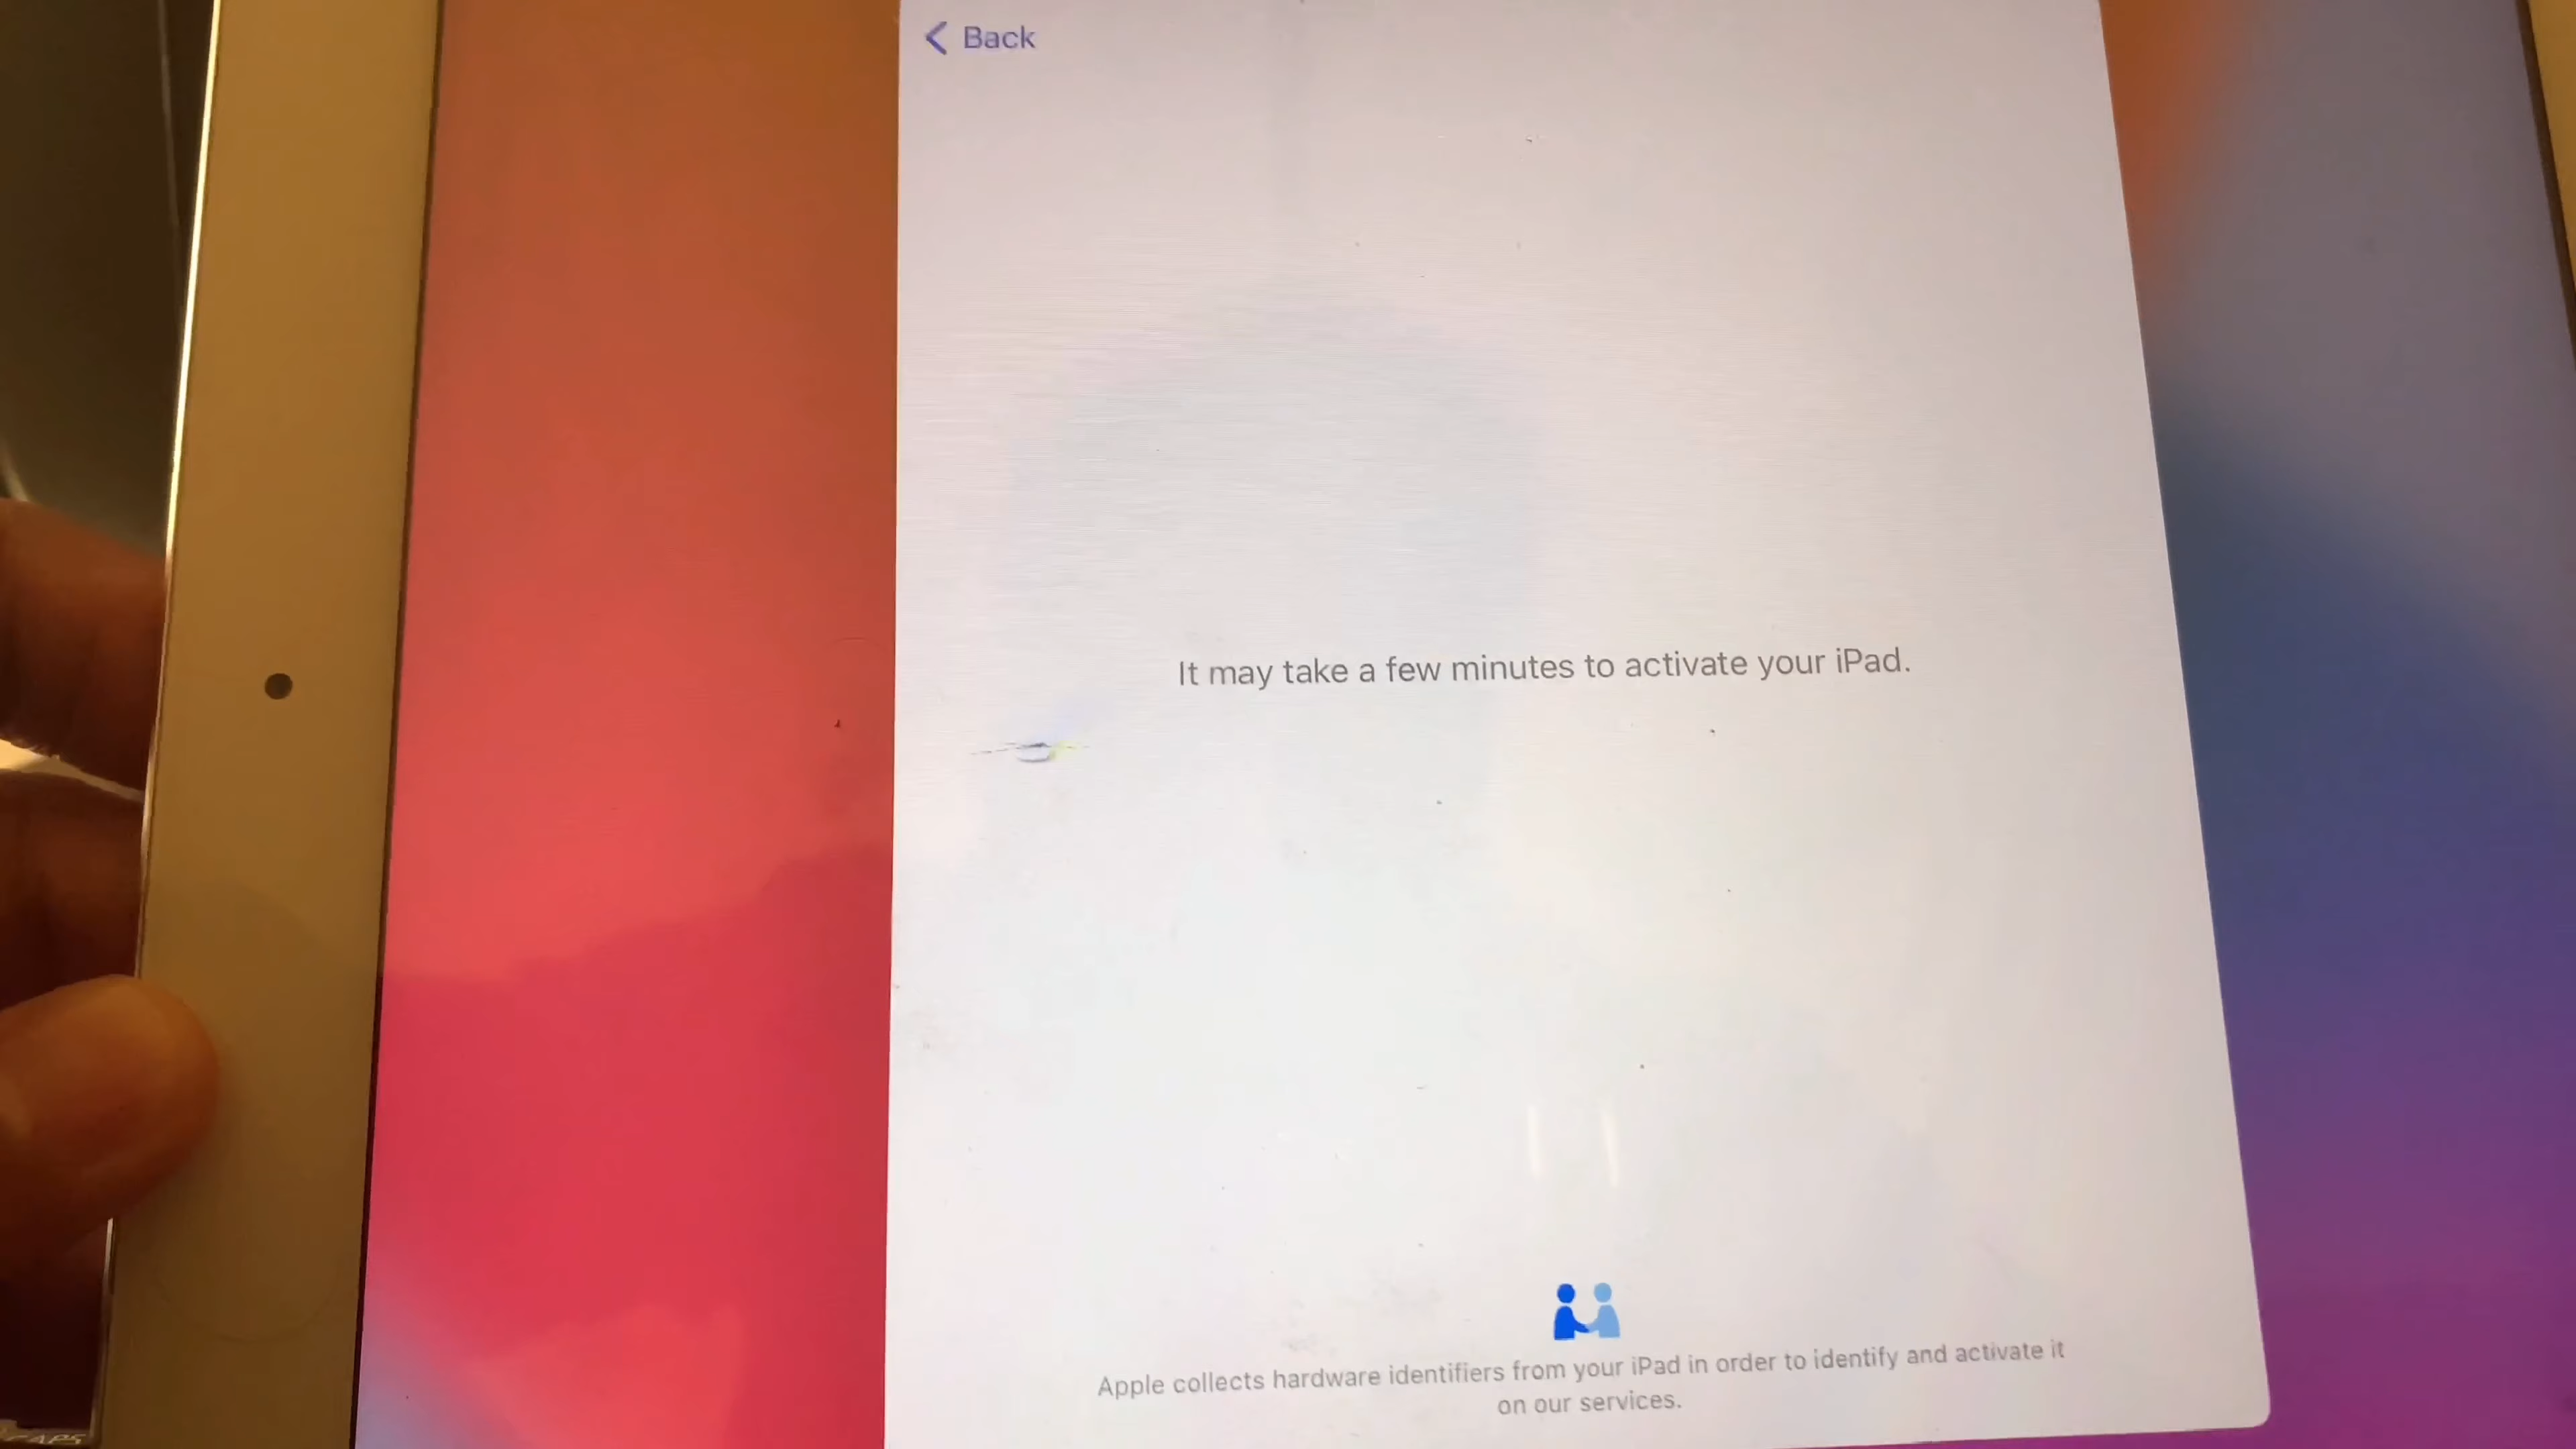 Back
It may take a few minutes to activate your iPad.
Apple collects hardware identifiers from your iPad in order to identify and activate it
on our services.